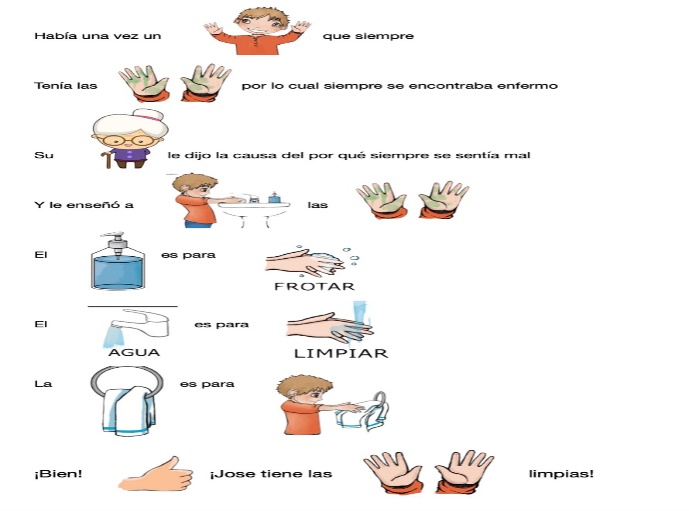 Había una vez un que siempre
Tenía las por lo cual siempre se encontraba enfermo
Su le dijo la causa del por qué siempre se sentía mal
Y le enseñó a las
El es para
FROTAR
El es para
AGUA LIMPIAR
La es para
¡Bien! ¡Jose tiene las limpias!